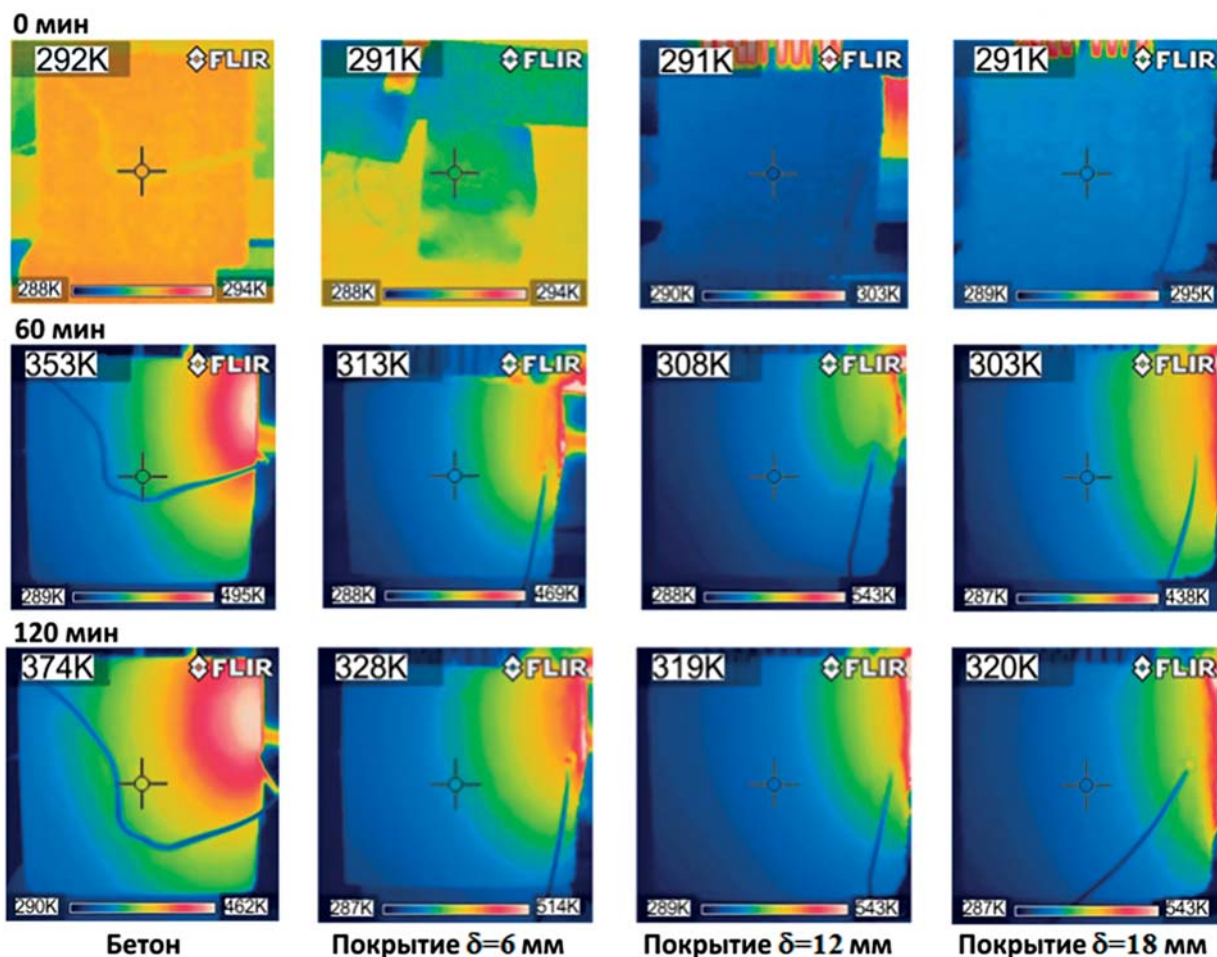 0 мин
292K FLIR 291K FLIR 291K FLIR 291K FLIR
288K 294K 288K 294K 290K 303K 289K 295K
60 мин
353K FLIR 313K FLIR 308K FLIR 303K FLIR
289K 495K 288K 469K 288K 543K 287K 438K
120 мин
374K FLIR 328K FLIR 319K FLIR 320K FLIR
290K 462K 287K 514K 289K 543K 287K 543K
Бетон Покрытие δ=6 мм Покрытие δ=12 мм Покрытие δ=18 мм